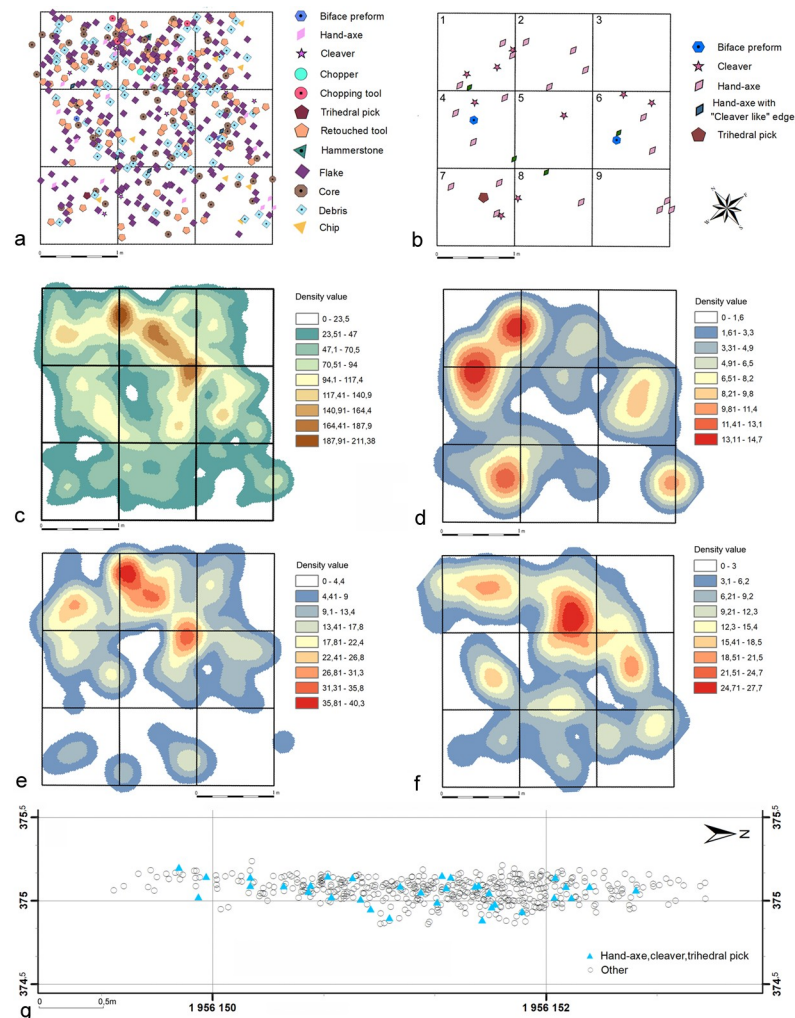 Biface preform
Hand-axe
Cleaver
Chopper
Chopping tool
Trihedral pick
Retouched tool
Hammerstone
Flake
Core
Debris
Chip
a
0 1 m
1 2 3
4 5 6
7 8 9
Biface preform
Cleaver
Hand-axe
Hand-axe with
"Cleaver like" edge
Trihedral pick
b
Density value
0 - 23,5
23,51 - 47
47,1 - 70,5
70,51 - 94
94.1 - 117,4
117,41 - 140,9
140,91 - 164,4
164,41 - 187,9
187,91 - 211,38
c
0 1 m
Density value
0 - 1,6
1,61 - 3,3
3,31 - 4,9
4,91 - 6,5
6,51 - 8,2
8,21 - 9,8
9,81 - 11,4
11,41 - 13,1
13,11 - 14,7
d
0 1 m
Density value
0 - 4,4
4,41 - 9
9,1 - 13,4
13,41 - 17,8
17,81 - 22,4
22,41 - 26,8
26,81 - 31,3
31,31 - 35,8
35,81 - 40,3
e
0 1 m
Density value
0 - 3
3,1 - 6,2
6,21 - 9,2
9,21 - 12,3
12,3 - 15,4
15,41 - 18,5
18,51 - 21,5
21,51 - 24,7
24,71 - 27,7
f
0 1 m
375,5 375,5
N
375 375
Hand-axe,cleaver,trihedral pick
Other
374,5 374,5
g
0 0,5m
1 956 150 1 956 152